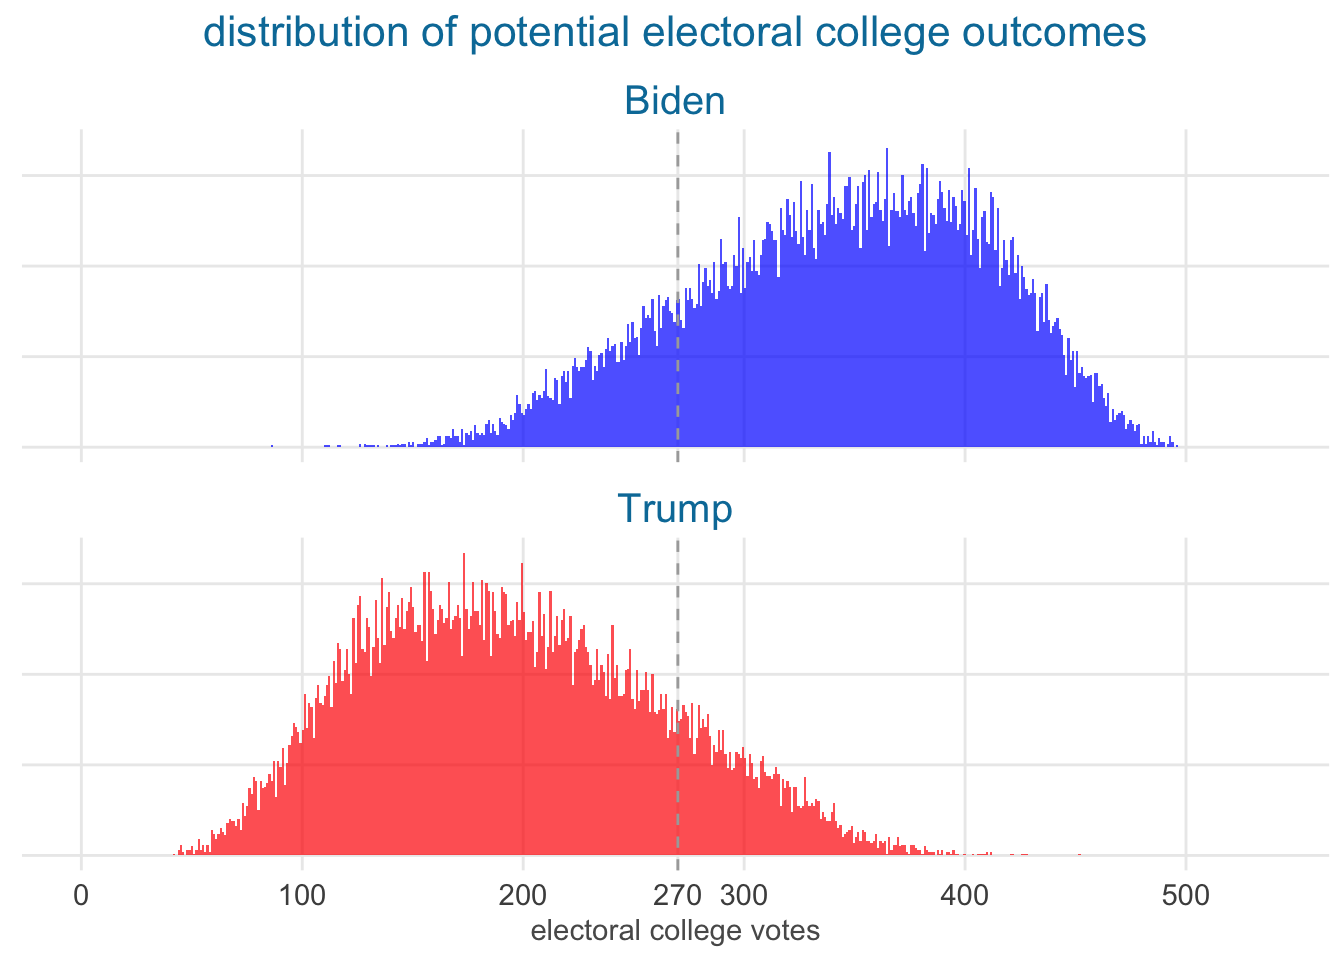 distribution of potential electoral college outcomes
Biden
Trump
0 100 200 270 300 400 500
electoral college votes